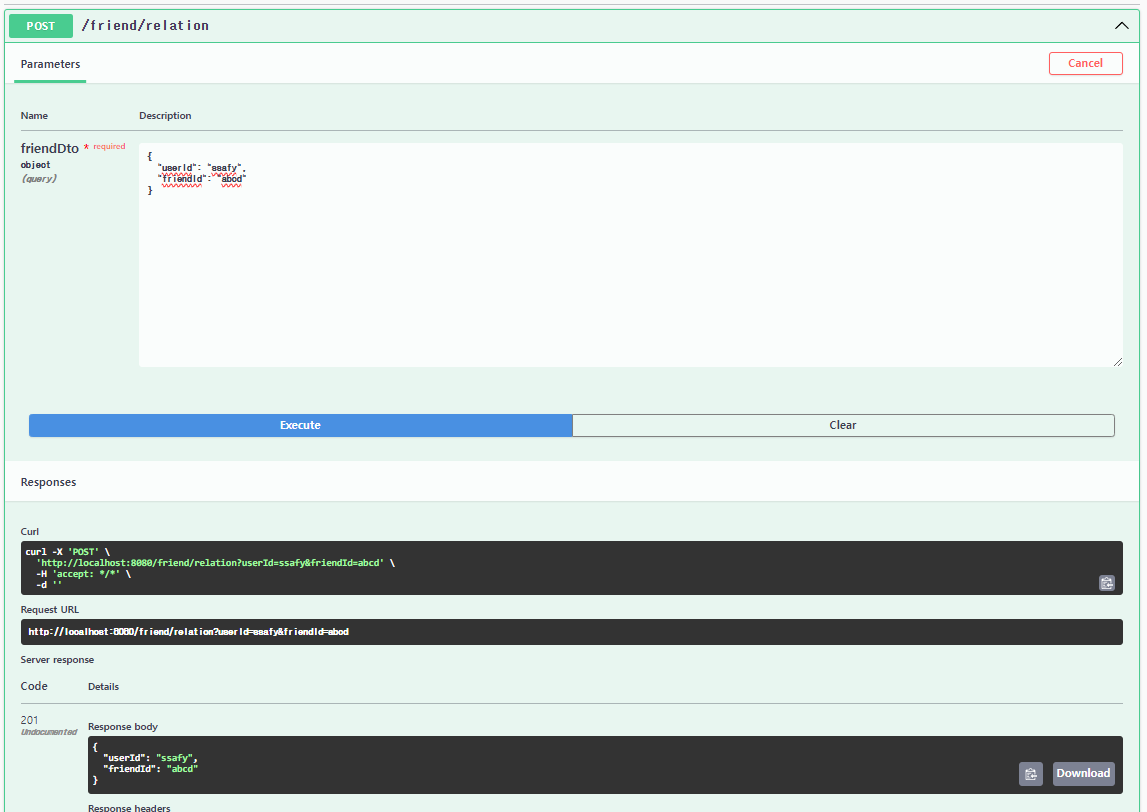 POST /friend/relation
Parameters
Cancel
Name Description
friendDto * required
object
(query)
{
"userId": "ssafy",
"friendId": "abcd"
}
Execute Clear
Responses
Curl
curl -X 'POST' \
'http://localhost:8080/friend/relation?userId=ssafy&friendId=abcd' \
-H 'accept: */*' \
-d ''
Request URL
http://localhost:8080/friend/relation?userId=ssafy&friendId=abcd
Server response
Code Details
201
Undocumented
Response body
{
"userId": "ssafy",
"friendId": "abcd"
}
Download
Response headers